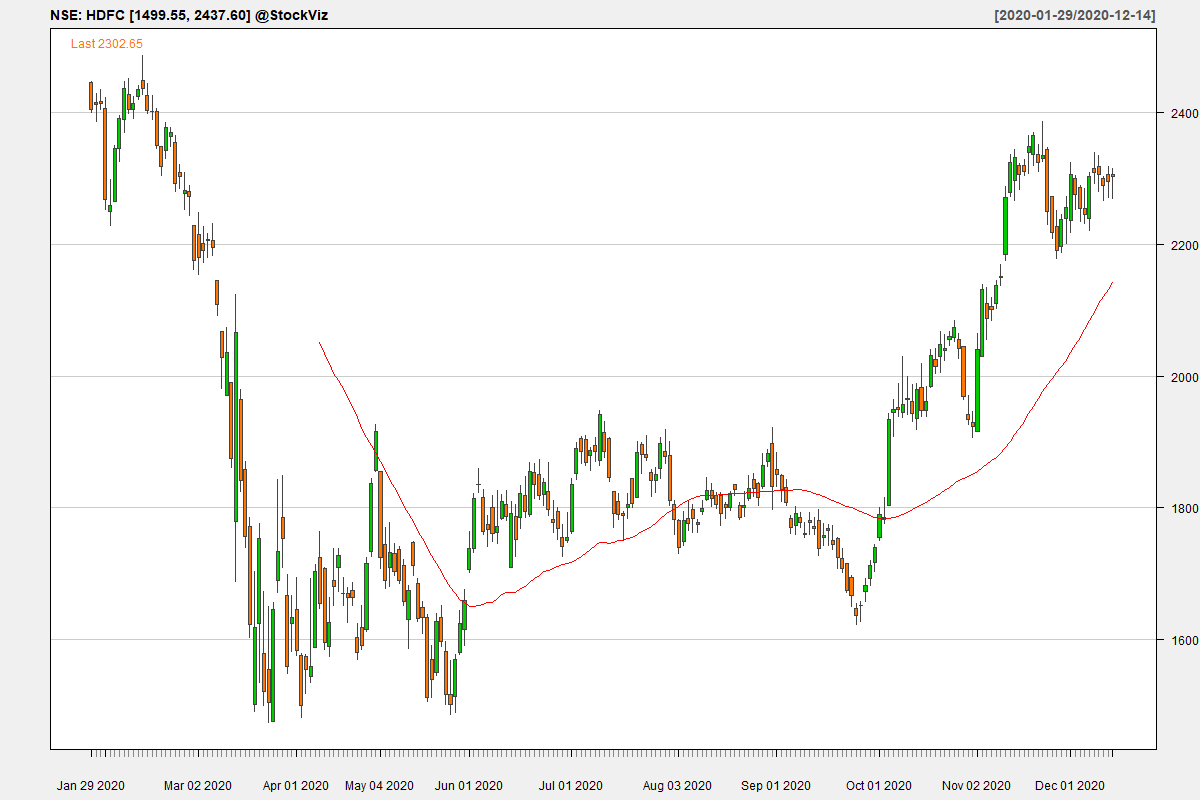 NSE: HDFC [1499.55, 2437.60] @StockViz
[2020-01-29/2020-12-14]
Last 2302.65
2400
2200
2000
1800
1600
Jan 29 2020 Mar 02 2020 Apr 01 2020 May 04 2020 Jun 01 2020 Jul 01 2020 Aug 03 2020 Sep 01 2020 Oct 01 2020 Nov 02 2020 Dec 01 2020